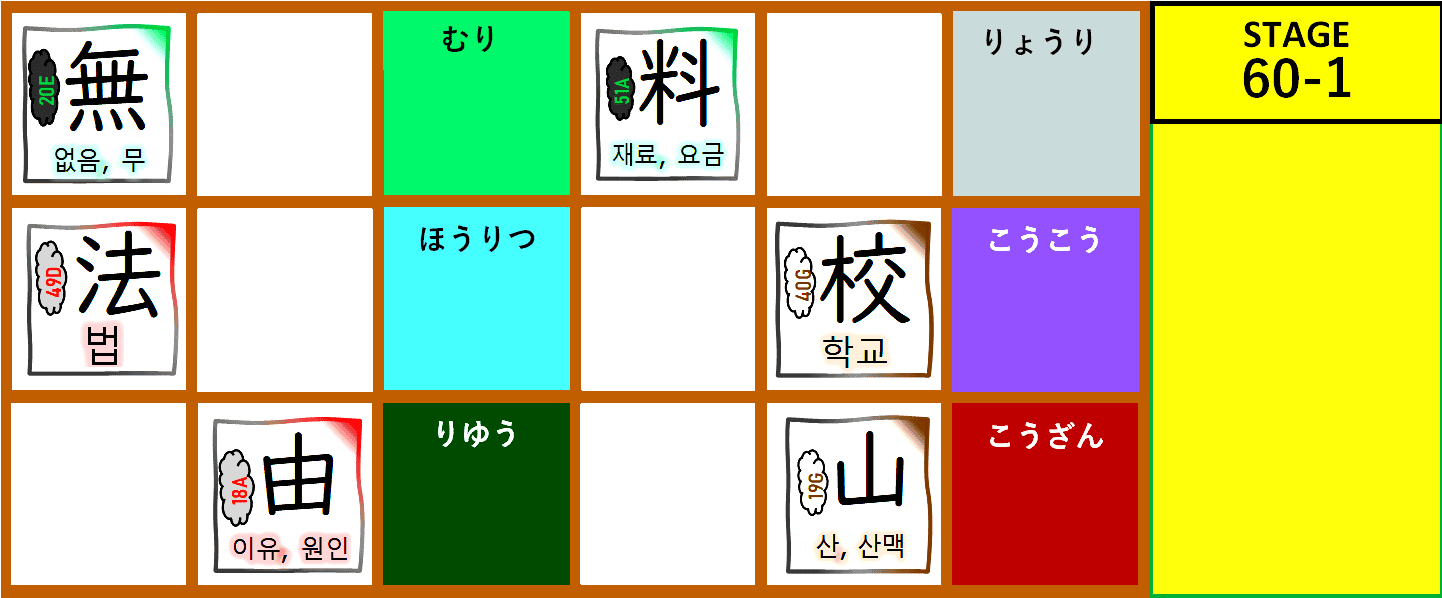 20E
無
없음, 무
むり
51A
料
재료, 요금
りょうり
STAGE
60-1
49D
法
법
ほうりつ
40G
校
학교
こうこう
18A
由
이유, 원인
りゆう
19G
山
산, 산맥
こうざん